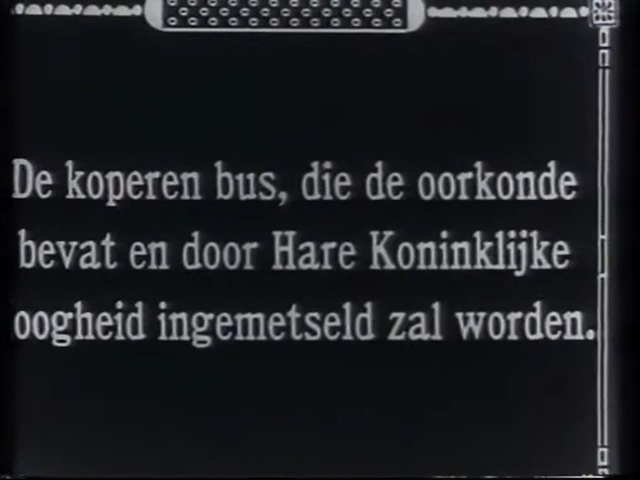 De koperen bus, die de oorkonde
bevat en door Hare Koninklijke
oogheid ingemetseld zal worden.